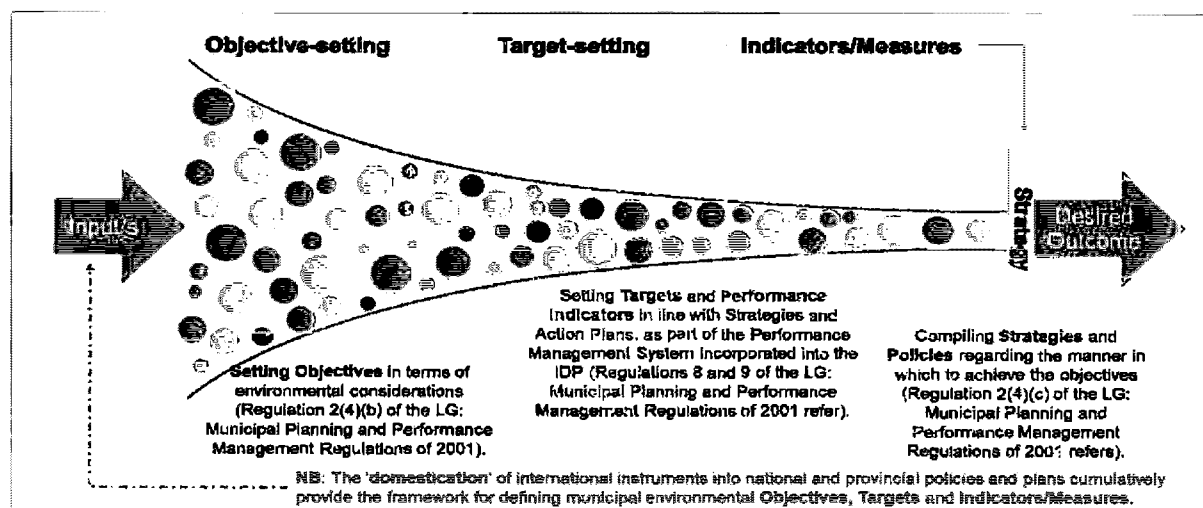 Objective-setting Target-setting Indicators/Measures
Inputs
Strategy
Desired
Outcome
Setting Objectives in terms of
environmental considerations
(Regulation 2(4)(b) of the LG:
Municipal Planning and Performance
Management Regulations of 2001).
Setting Targets and Performance
Indicators in line with Strategies and
Action Plans, as part of the Performance
Management System incorporated into the
IDP (Regulations 8 and 9 of the LG:
Municipal Planning and Performance
Management Regulations of 2001 refer).
Compiling Strategies and
Policies regarding the manner in
which to achieve the objectives
(Regulation 2(4)(c) of the LG:
Municipal Planning and
Performance Management
Regulations of 2001 refers).
NB: The 'domestication' of international instruments into national and provincial policies and plans cumulatively
provide the framework for defining municipal environmental Objectives, Targets and Indicators/Measures.